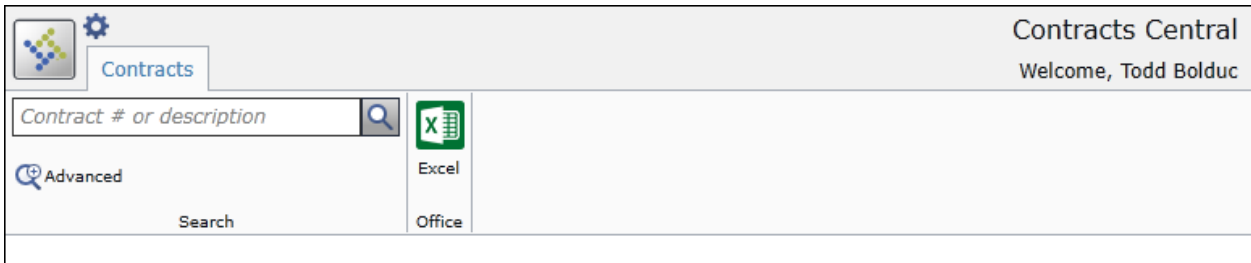 Contracts Central
Contracts
Welcome, Todd Bolduc
Contract # or description
Advanced
Excel
Search
Office